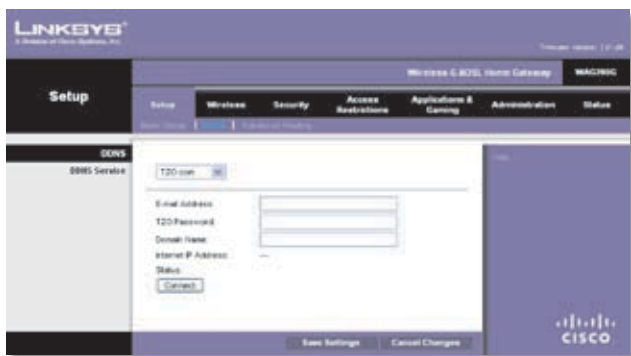 LINKSYS®
A Division of Cisco Systems, Inc.
Wireless-G ADSL Home Gateway WAG200G
Setup
Setup Wireless Security Access Restrictions Applications & Gaming Administration Status
Basic Setup DDNS Advanced Routing
DDNS
DDNS Service
TZO.com
E-mail Address:
TZO Password:
Domain Name:
Internet IP Address: ---
Status:
Connect
Save Settings Cancel Changes
CISCO